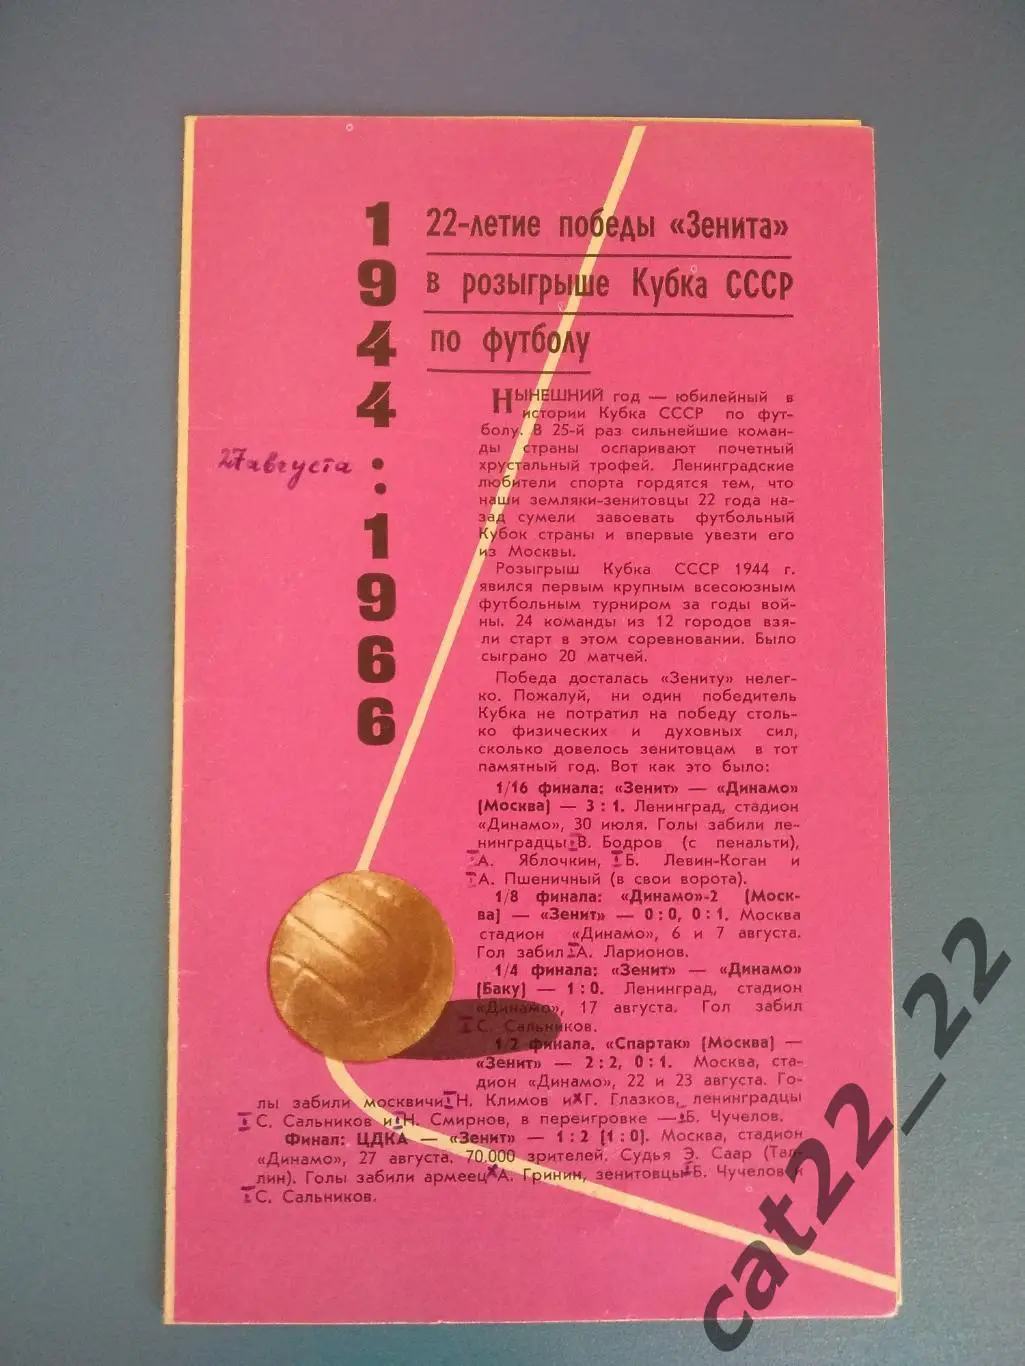 1944·1966
22-летие победы «Зенита»
в розыгрыше Кубка СССР
по футболу
27 августа
НЫНЕШНИЙ год — юбилейный в
истории Кубка СССР по фут-
болу. В 25-й раз сильнейшие коман-
ды страны оспаривают почетный
хрустальный трофей. Ленинградские
любители спорта гордятся тем, что
наши земляки-зенитовцы 22 года на-
зад сумели завоевать футбольный
Кубок страны и впервые увезти его
из Москвы.
Розыгрыш Кубка СССР 1944 г.
явился первым крупным всесоюзным
футбольным турниром за годы вой-
ны. 24 команды из 12 городов взя-
ли старт в этом соревновании. Было
сыграно 20 матчей.
Победа досталась «Зениту» нелег-
ко. Пожалуй, ни один победитель
Кубка не потратил на победу столь-
ко физических и духовных сил,
сколько довелось зенитовцам в тот
памятный год. Вот как это было:
1/16 финала: «Зенит» — «Динамо»
(Москва) — 3 : 1. Ленинград, стадион
«Динамо», 30 июля. Голы забили ле-
нинградцы В. Бодров (с пенальти),
А. Яблочкин, Б. Левин-Коган и
А. Пшеничный (в свои ворота).
1/8 финала: «Динамо»-2 (Моск-
ва) — «Зенит» — 0 : 0, 0 : 1. Москва
стадион «Динамо», 6 и 7 августа.
Гол забил А. Ларионов.
1/4 финала: «Зенит» — «Динамо»
(Баку) — 1 : 0. Ленинград, стадион
«Динамо», 17 августа. Гол забил
С. Сальников.
1/2 финала. «Спартак» (Москва) —
«Зенит» — 2 : 2, 0 : 1. Москва, ста-
дион «Динамо», 22 и 23 августа. Го-
лы забили москвичи Н. Климов и Г. Глазков, ленинградцы
С. Сальников и Н. Смирнов, в переигровке — Б. Чучелов.
Финал: ЦДКА — «Зенит» — 1 : 2 (1 : 0). Москва, стадион
«Динамо», 27 августа. 70.000 зрителей. Судья Э. Саар (Тал-
лин). Голы забили армеец А. Гринин, зенитовцы Б. Чучелов и
С. Сальников.
cat22_22